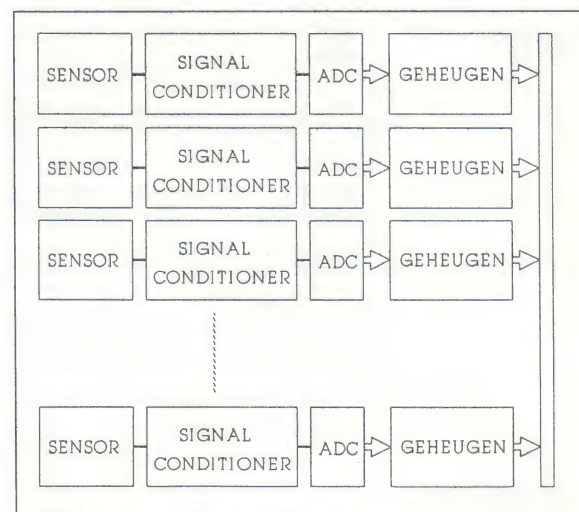 SENSOR
SIGNAL
CONDITIONER
ADC
GEHEUGEN
SENSOR
SIGNAL
CONDITIONER
ADC
GEHEUGEN
SENSOR
SIGNAL
CONDITIONER
ADC
GEHEUGEN
SENSOR
SIGNAL
CONDITIONER
ADC
GEHEUGEN